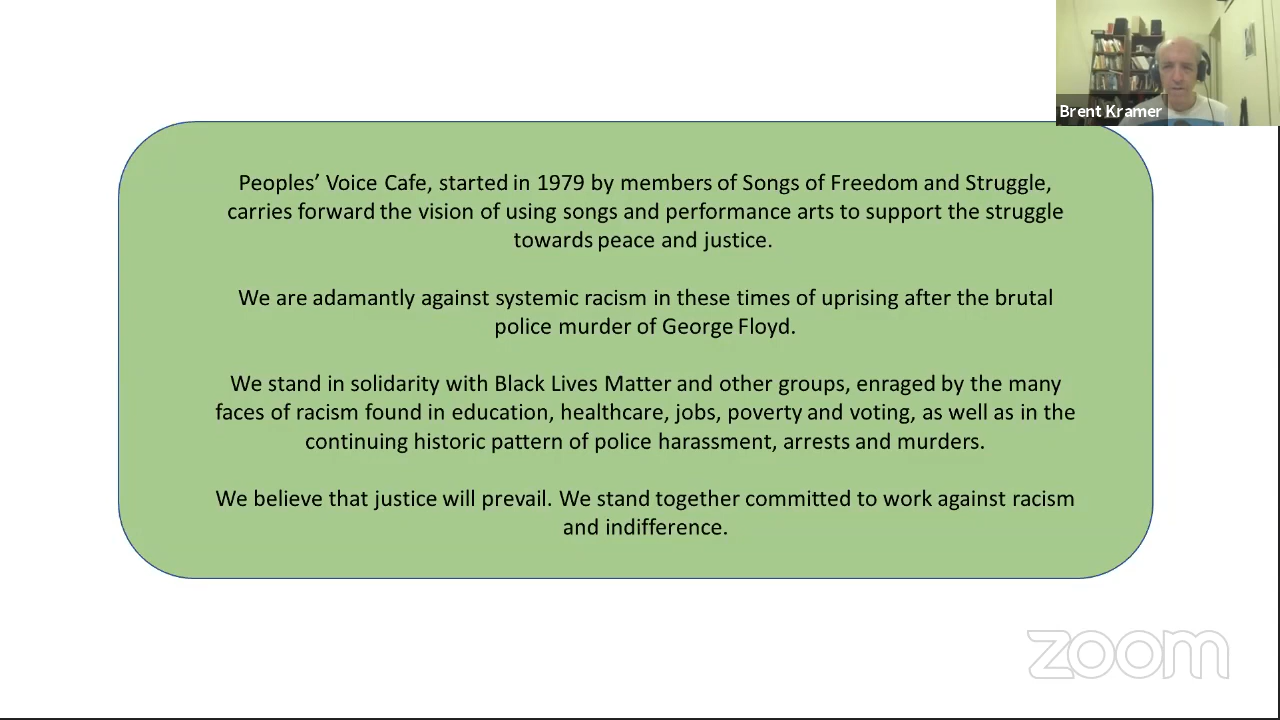 Brent Kramer
Peoples’ Voice Cafe, started in 1979 by members of Songs of Freedom and Struggle,
carries forward the vision of using songs and performance arts to support the struggle
towards peace and justice.
We are adamantly against systemic racism in these times of uprising after the brutal
police murder of George Floyd.
We stand in solidarity with Black Lives Matter and other groups, enraged by the many
faces of racism found in education, healthcare, jobs, poverty and voting, as well as in the
continuing historic pattern of police harassment, arrests and murders.
We believe that justice will prevail. We stand together committed to work against racism
and indifference.
zoom